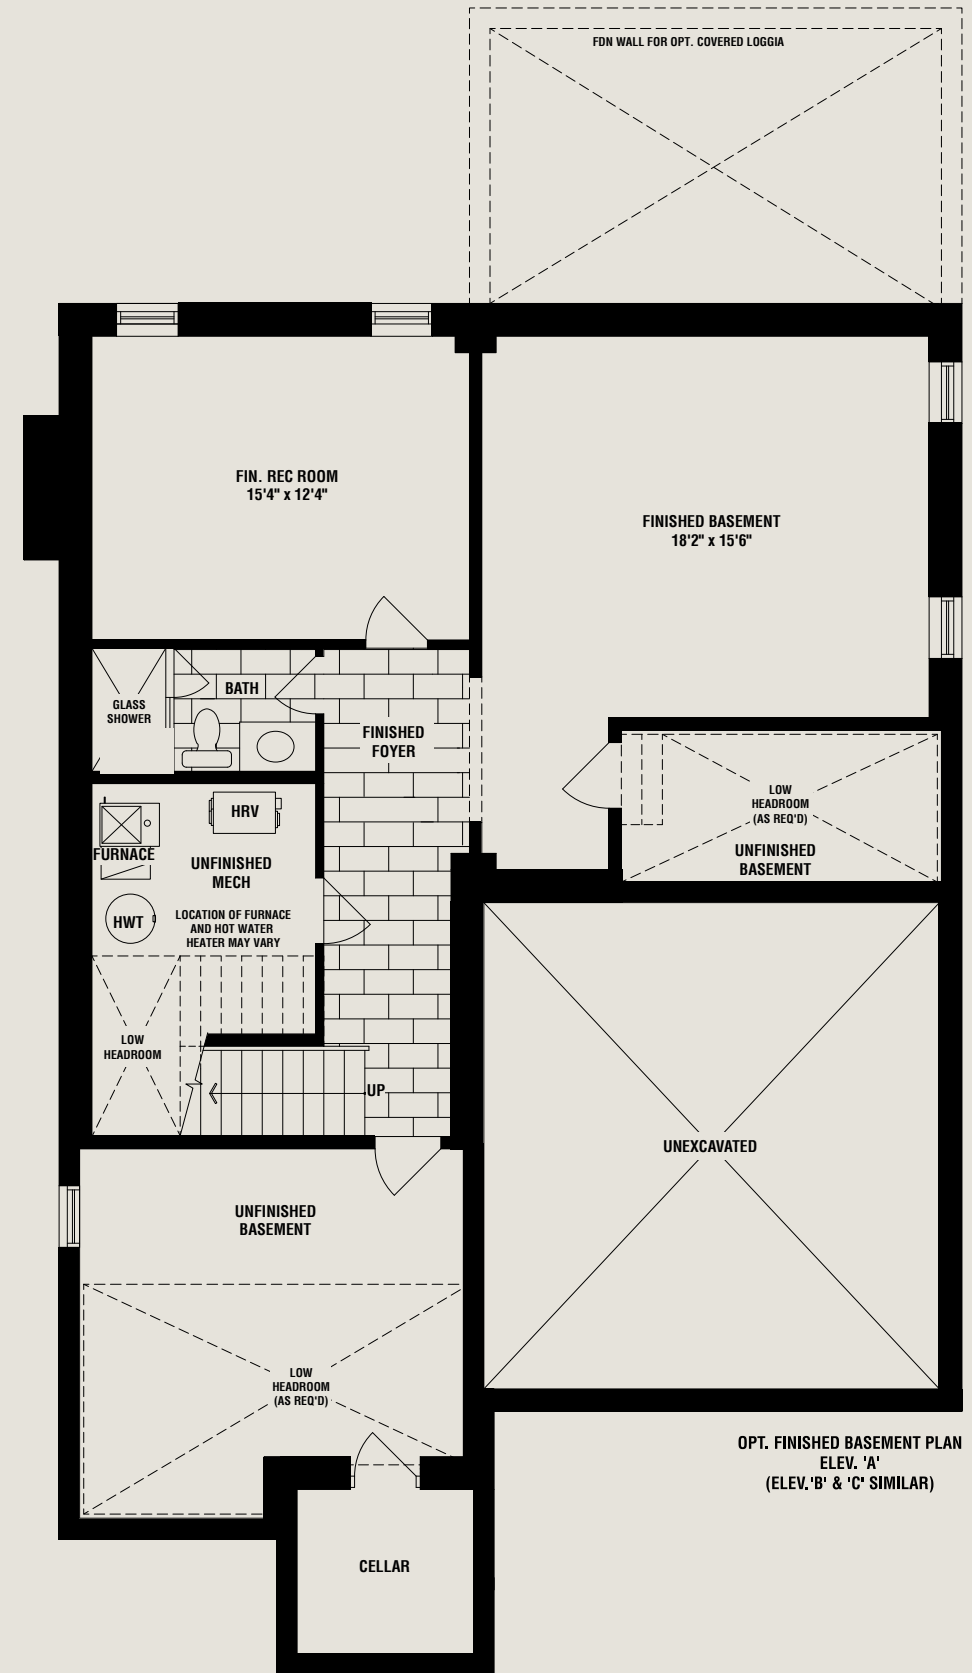 FDN WALL FOR OPT. COVERED LOGGIA
FIN. REC ROOM
15'4" x 12'4"
FINISHED BASEMENT
18'2" x 15'6"
BATH
GLASS
SHOWER
FINISHED
FOYER
LOW
HEADROOM
(AS REQ'D)
UNFINISHED
BASEMENT
HRV
FURNACE
UNFINISHED
MECH
HWT
LOCATION OF FURNACE
AND HOT WATER
HEATER MAY VARY
LOW
HEADROOM
UP
UNEXCAVATED
UNFINISHED
BASEMENT
LOW
HEADROOM
(AS REQ'D)
OPT. FINISHED BASEMENT PLAN
ELEV. 'A'
(ELEV. 'B' & 'C' SIMILAR)
CELLAR